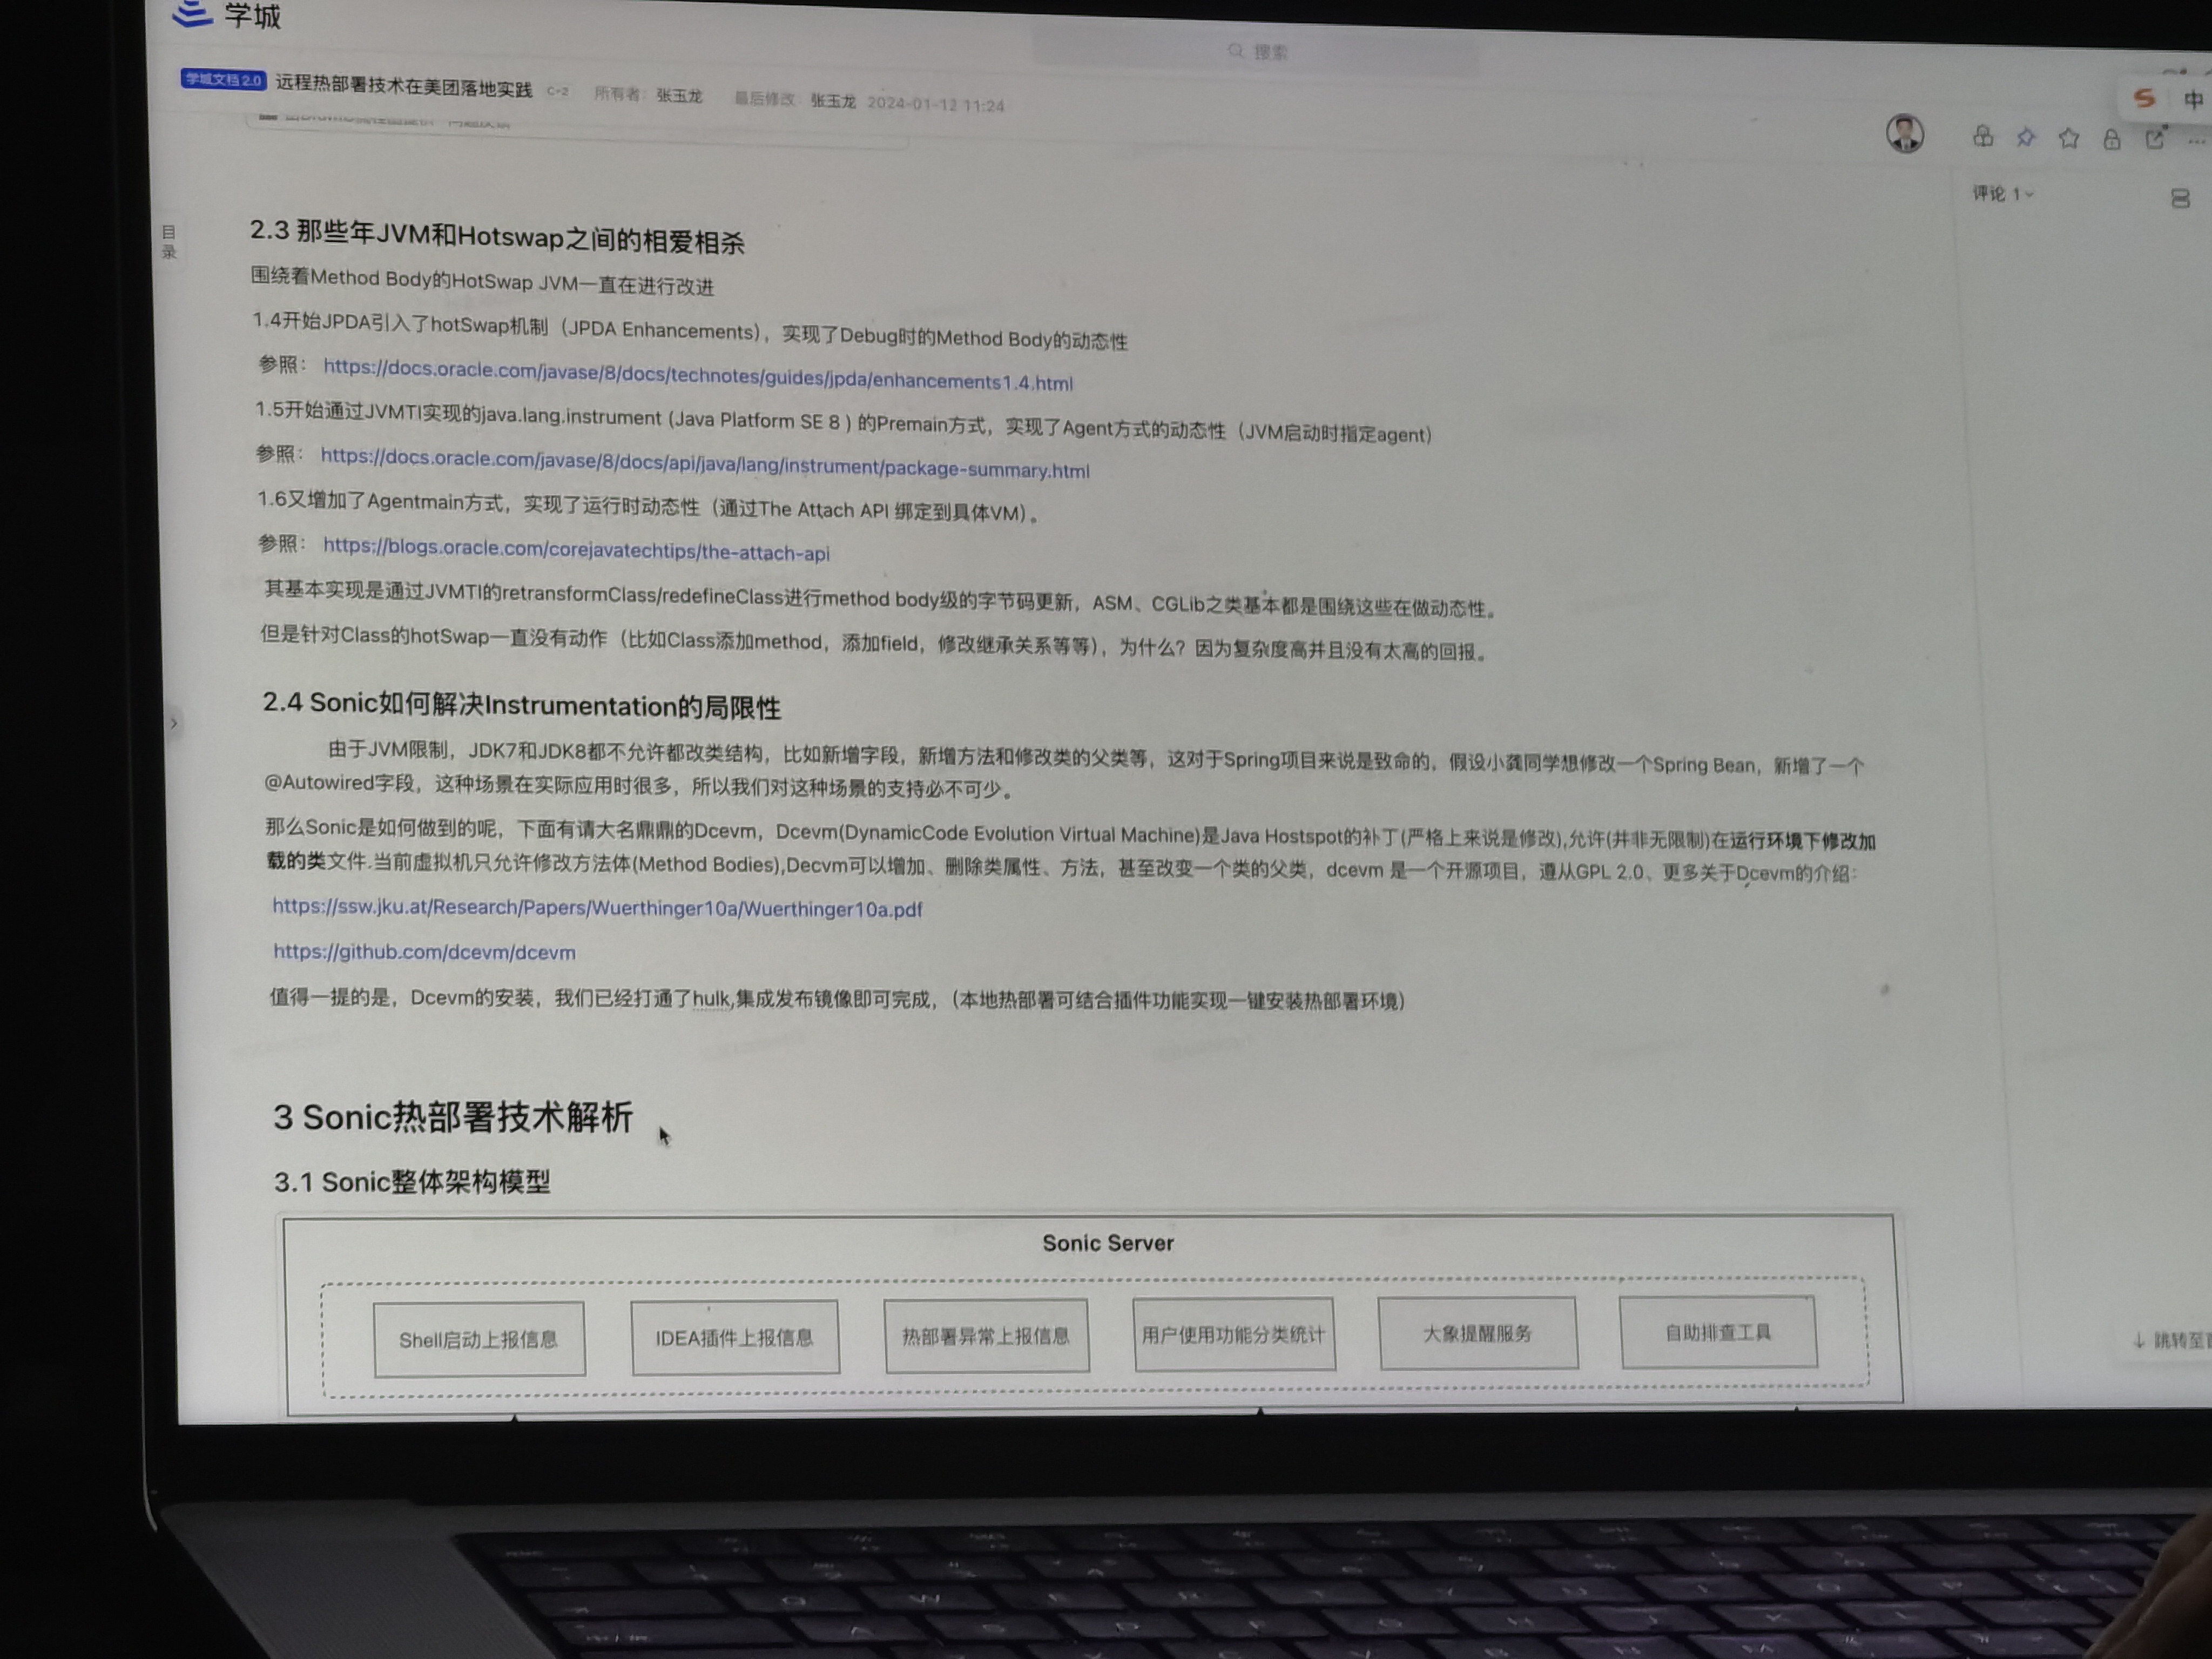 学城
搜索
学城文档2.0 远程热部署技术在美团落地实践 C-2 所有者: 张玉龙 最后修改: 张玉龙 2024-01-12 11:24
中
评论 1
目录
2.3 那些年JVM和Hotswap之间的相爱相杀
围绕着Method Body的HotSwap JVM一直在进行改进
1.4开始JPDA引入了hotSwap机制（JPDA Enhancements），实现了Debug时的Method Body的动态性
参照： https://docs.oracle.com/javase/8/docs/technotes/guides/jpda/enhancements1.4.html
1.5开始通过JVMTI实现的java.lang.instrument (Java Platform SE 8 ) 的Premain方式，实现了Agent方式的动态性（JVM启动时指定agent）
参照： https://docs.oracle.com/javase/8/docs/api/java/lang/instrument/package-summary.html
1.6又增加了Agentmain方式，实现了运行时动态性（通过The Attach API 绑定到具体VM）。
参照： https://blogs.oracle.com/corejavatechtips/the-attach-api
其基本实现是通过JVMTI的retransformClass/redefineClass进行method body级的字节码更新，ASM、CGLib之类基本都是围绕这些在做动态性。
但是针对Class的hotSwap一直没有动作（比如Class添加method，添加field，修改继承关系等等），为什么？因为复杂度高并且没有太高的回报。
2.4 Sonic如何解决Instrumentation的局限性
由于JVM限制，JDK7和JDK8都不允许都改类结构，比如新增字段，新增方法和修改类的父类等，这对于Spring项目来说是致命的，假设小龚同学想修改一个Spring Bean，新增了一个
@Autowired字段，这种场景在实际应用时很多，所以我们对这种场景的支持必不可少。
那么Sonic是如何做到的呢，下面有请大名鼎鼎的Dcevm，Dcevm(DynamicCode Evolution Virtual Machine)是Java Hostspot的补丁(严格上来说是修改),允许(并非无限制)在运行环境下修改加
载的类文件.当前虚拟机只允许修改方法体(Method Bodies),Decvm可以增加、删除类属性、方法，甚至改变一个类的父类，dcevm 是一个开源项目，遵从GPL 2.0、更多关于Dcevm的介绍：
https://ssw.jku.at/Research/Papers/Wuerthinger10a/Wuerthinger10a.pdf
https://github.com/dcevm/dcevm
值得一提的是，Dcevm的安装，我们已经打通了hulk,集成发布镜像即可完成，（本地热部署可结合插件功能实现一键安装热部署环境）
3 Sonic热部署技术解析
3.1 Sonic整体架构模型
Sonic Server
Shell启动上报信息
IDEA插件上报信息
热部署异常上报信息
用户使用功能分类统计
大象提醒服务
自助排查工具
跳转至